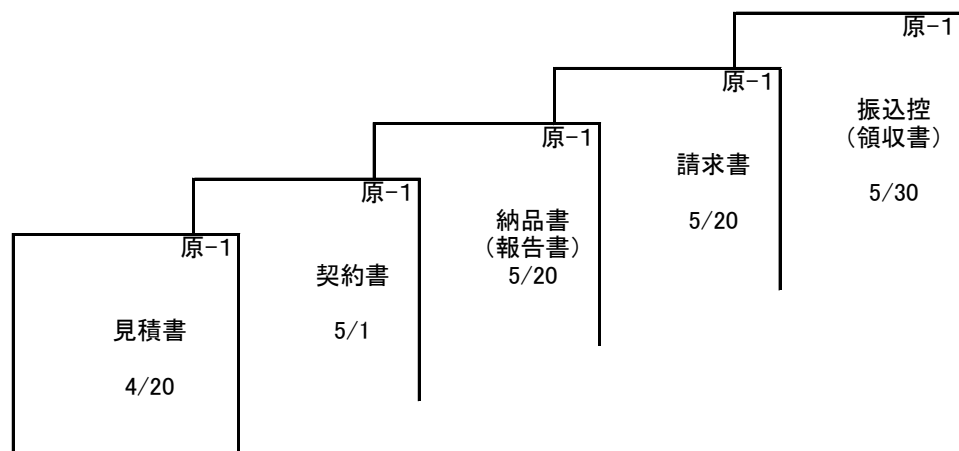 原-1
見積書
4/20
原-1
契約書
5/1
原-1
納品書
（報告書）
5/20
原-1
請求書
5/20
原-1
振込控
（領収書）
5/30